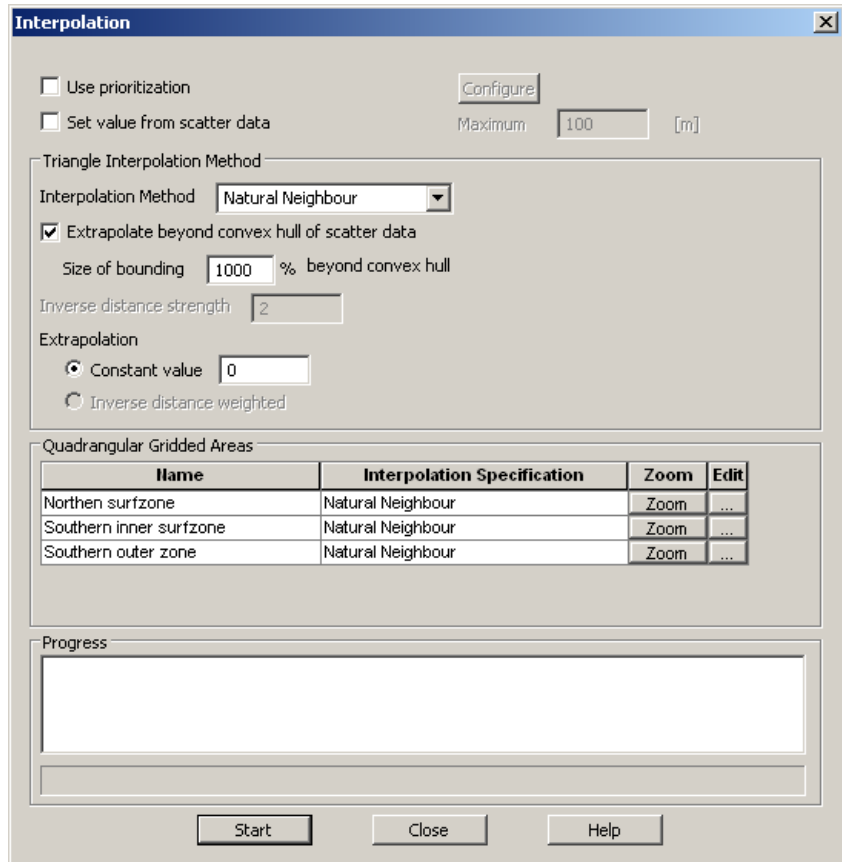 Interpolation
Use prioritization
Configure
Set value from scatter data
Maximum 100 [m]
Triangle Interpolation Method
Interpolation Method Natural Neighbour
Extrapolate beyond convex hull of scatter data
Size of bounding 1000 % beyond convex hull
Inverse distance strength 2
Extrapolation
Constant value 0
Inverse distance weighted
Quadrangular Gridded Areas
Name Interpolation Specification Zoom Edit
Northen surfzone Natural Neighbour Zoom ...
Southern inner surfzone Natural Neighbour Zoom ...
Southern outer zone Natural Neighbour Zoom ...
Progress
Start Close Help